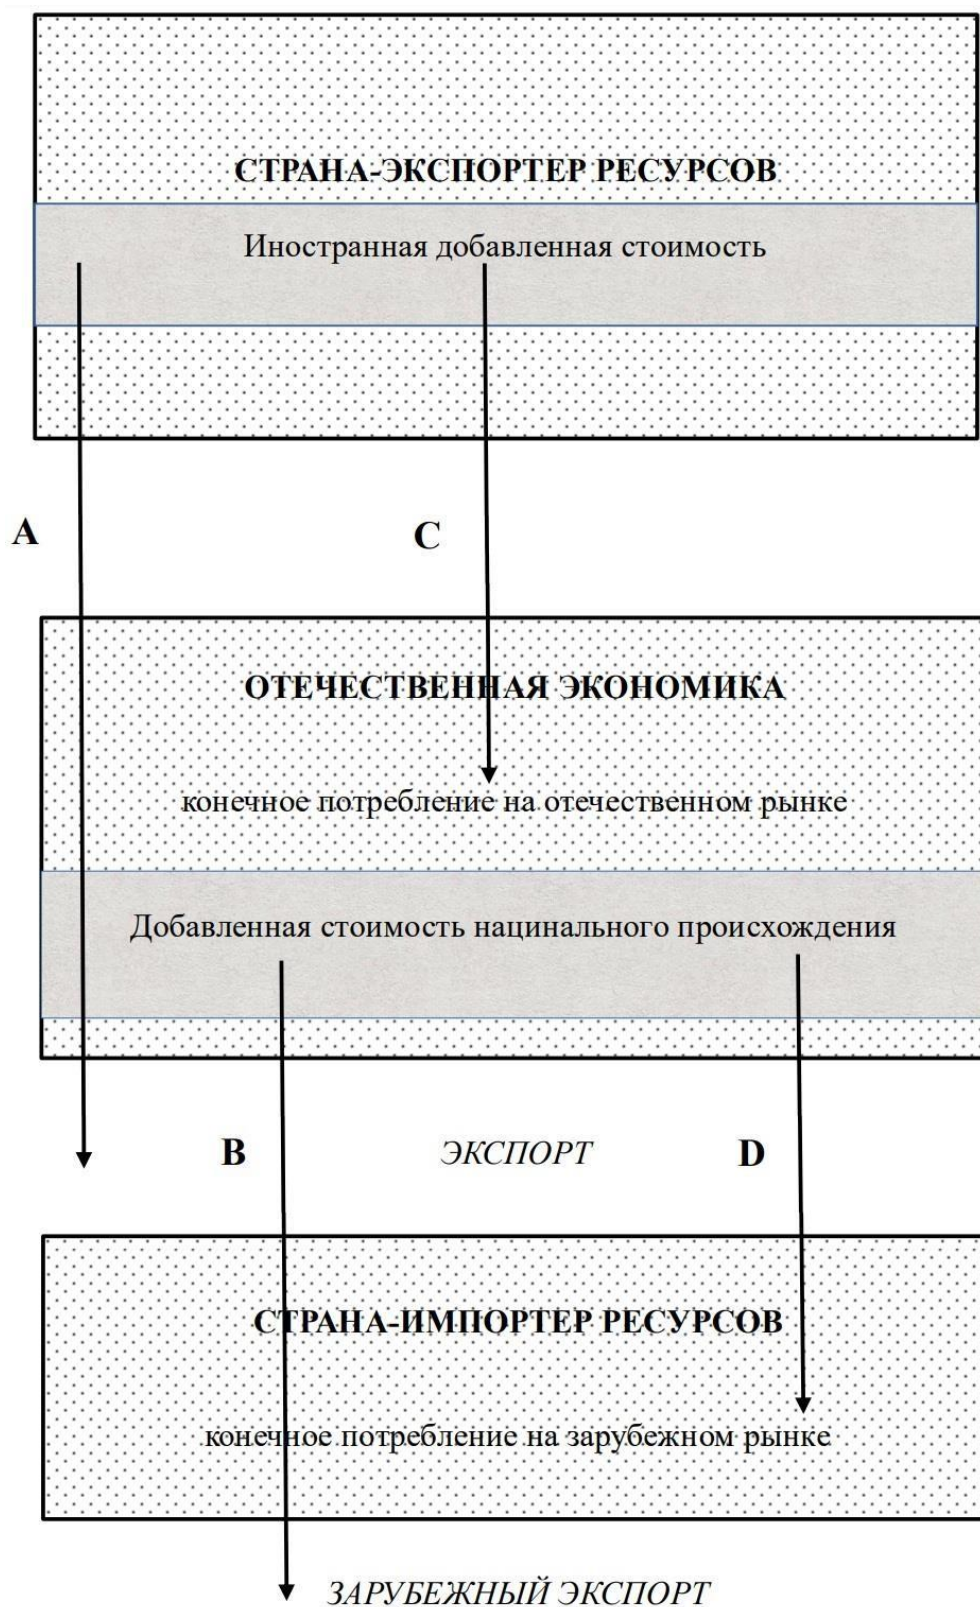 СТРАНА-ЭКСПОРТЕР РЕСУРСОВ
Иностранная добавленная стоимость
A
C
ОТЕЧЕСТВЕННАЯ ЭКОНОМИКА
конечное потребление на отечественном рынке
Добавленная стоимость нацинального происхождения
B
ЭКСПОРТ
D
СТРАНА-ИМПОРТЕР РЕСУРСОВ
конечное потребление на зарубежном рынке
ЗАРУБЕЖНЫЙ ЭКСПОРТ